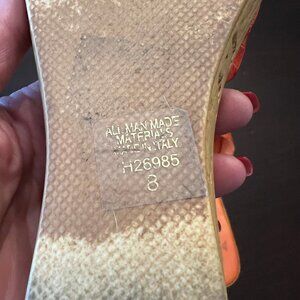 ALL MAN MADE
MATERIALS
MADE IN ITALY
H26985
8